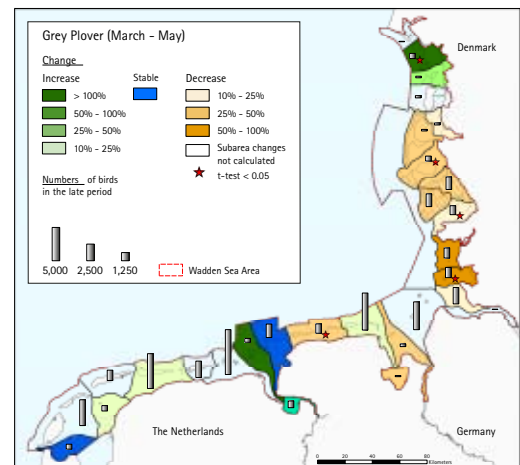 Grey Plover (March - May)
Denmark
Change
Increase
Stable
Decrease
> 100%
50% - 100%
25% - 50%
10% - 25%
10% - 25%
25% - 50%
50% - 100%
Subarea changes
not calculated
t-test < 0.05
Numbers of birds
in the late period
5,000
2,500
1,250
Wadden Sea Area
The Netherlands
Germany
0
10
20
40
60
80
Kilometers